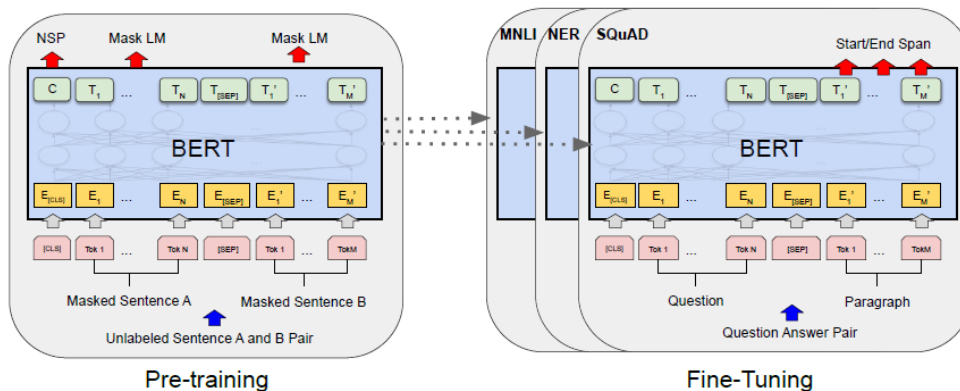 NSP Mask LM Mask LM
C T1 ... TN T[SEP] T1' ... TM'
BERT
E[CLS] E1 ... EN E[SEP] E1' ... EM'
[CLS] Tok 1 ... Tok N [SEP] Tok 1 ... TokM
Masked Sentence A Masked Sentence B
Unlabeled Sentence A and B Pair
Pre-training
MNLI NER SQuAD
Start/End Span
C T1 ... TN T[SEP] T1' ... TM'
BERT
E[CLS] E1 ... EN E[SEP] E1' ... EM'
[CLS] Tok 1 ... Tok N [SEP] Tok 1 ... TokM
Question Paragraph
Question Answer Pair
Fine-Tuning